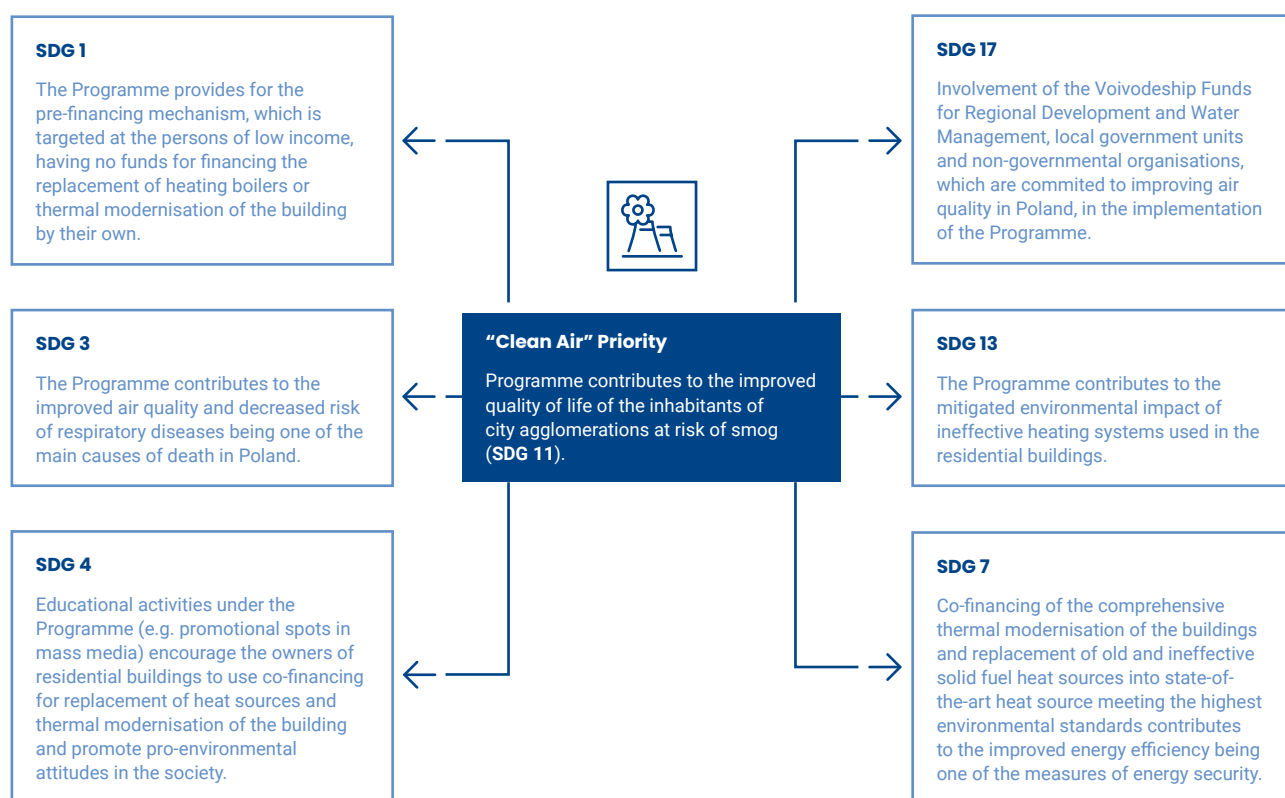 SDG 1
The Programme provides for the
pre-financing mechanism, which is
targeted at the persons of low income,
having no funds for financing the
replacement of heating boilers or
thermal modernisation of the building
by their own.
SDG 3
The Programme contributes to the
improved air quality and decreased risk
of respiratory diseases being one of the
main causes of death in Poland.
SDG 4
Educational activities under the
Programme (e.g. promotional spots in
mass media) encourage the owners of
residential buildings to use co-financing
for replacement of heat sources and
thermal modernisation of the building
and promote pro-environmental
attitudes in the society.
“Clean Air” Priority
Programme contributes to the improved
quality of life of the inhabitants of
city agglomerations at risk of smog
(SDG 11).
SDG 17
Involvement of the Voivodeship Funds
for Regional Development and Water
Management, local government units
and non-governmental organisations,
which are commited to improving air
quality in Poland, in the implementation
of the Programme.
SDG 13
The Programme contributes to the
mitigated environmental impact of
ineffective heating systems used in the
residential buildings.
SDG 7
Co-financing of the comprehensive
thermal modernisation of the buildings
and replacement of old and ineffective
solid fuel heat sources into state-of-
the-art heat source meeting the highest
environmental standards contributes
to the improved energy efficiency being
one of the measures of energy security.